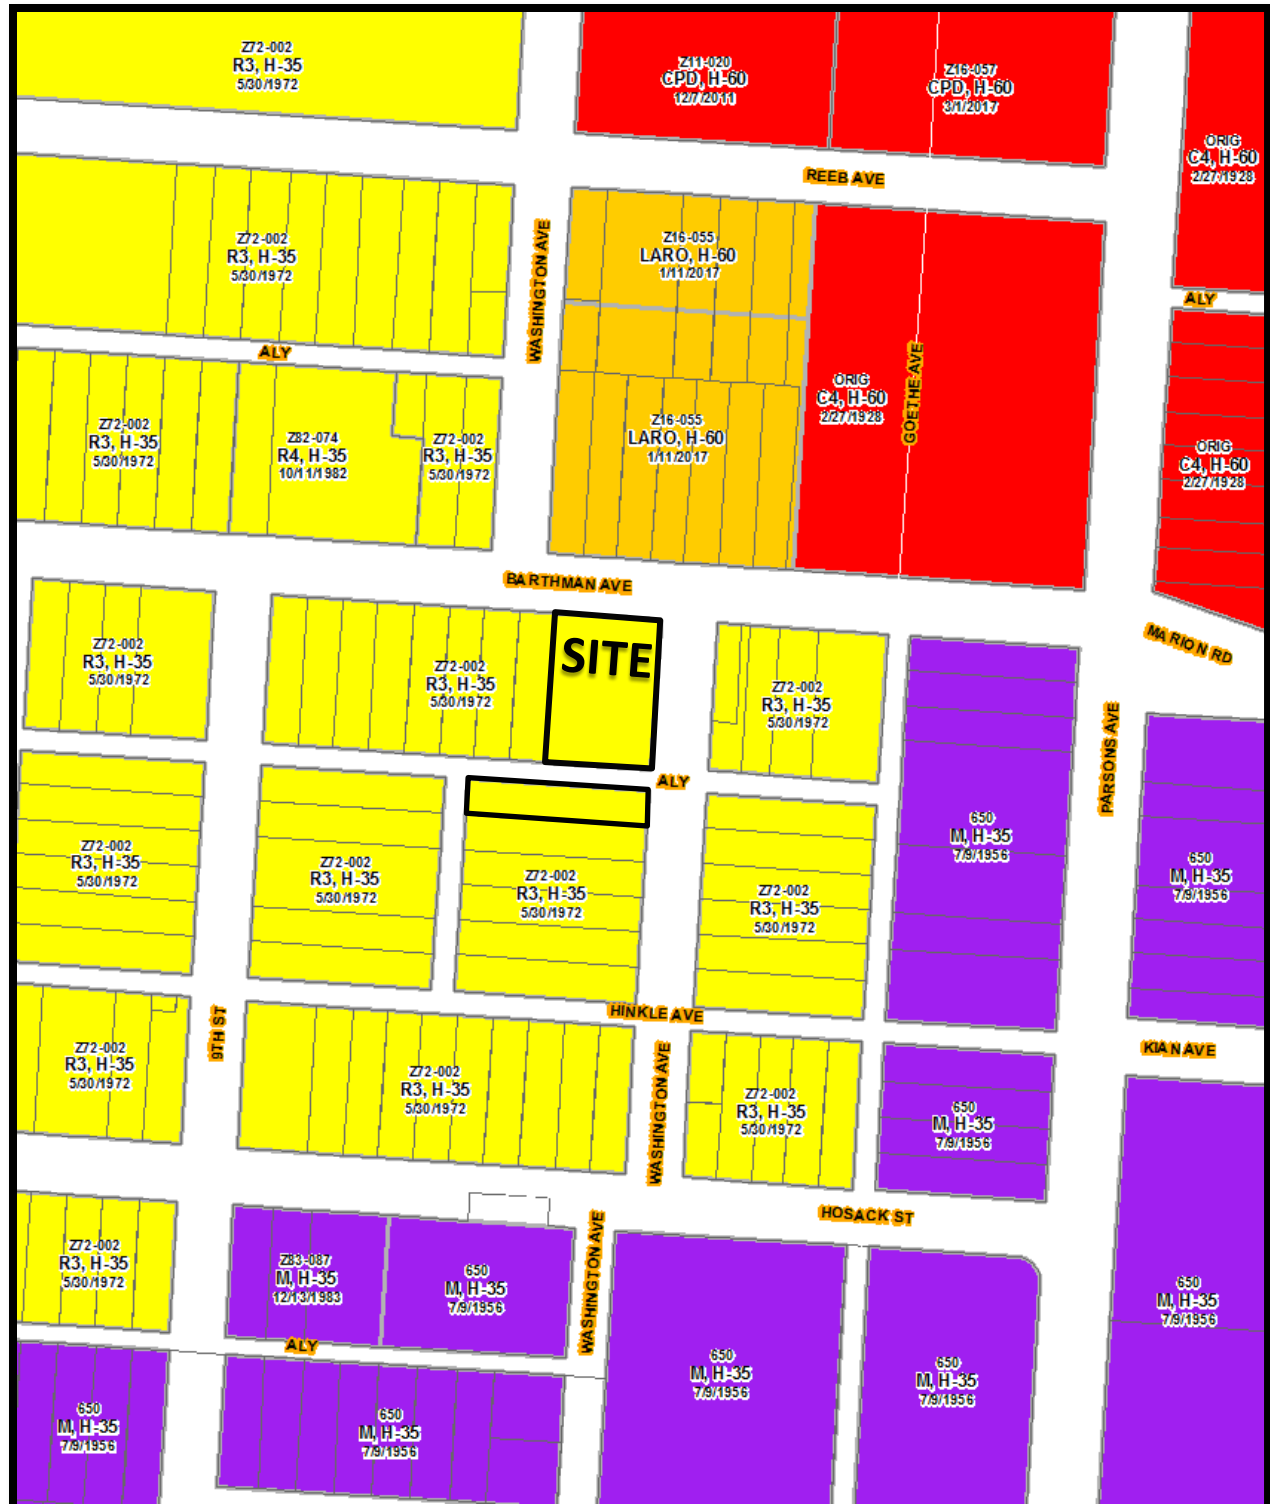 Z72-002
R3, H-35
5/30/1972
Z11-020
CPD, H-60
12/7/2011
Z16-057
CPD, H-60
3/1/2017
ORIG
C4, H-60
2/27/1928
REEB AVE
Z72-002
R3, H-35
5/30/1972
WASHINGTON AVE
Z16-055
LARO, H-60
1/11/2017
ALY
ALY
ORIG
C4, H-60
2/27/1928
GOETHE AVE
Z72-002
R3, H-35
5/30/1972
Z82-074
R4, H-35
10/11/1982
Z72-002
R3, H-35
5/30/1972
Z16-055
LARO, H-60
1/11/2017
ORIG
C4, H-60
2/27/1928
BARTHMAN AVE
MARION RD
Z72-002
R3, H-35
5/30/1972
Z72-002
R3, H-35
5/30/1972
SITE
Z72-002
R3, H-35
5/30/1972
PARSONS AVE
ALY
650
M, H-35
7/9/1956
Z72-002
R3, H-35
5/30/1972
Z72-002
R3, H-35
5/30/1972
Z72-002
R3, H-35
5/30/1972
Z72-002
R3, H-35
5/30/1972
650
M, H-35
7/9/1956
HINKLE AVE
9TH ST
KIAN AVE
Z72-002
R3, H-35
5/30/1972
Z72-002
R3, H-35
5/30/1972
WASHINGTON AVE
Z72-002
R3, H-35
5/30/1972
650
M, H-35
7/9/1956
HOSACK ST
Z72-002
R3, H-35
5/30/1972
Z83-087
M, H-35
12/13/1983
650
M, H-35
7/9/1956
WASHINGTON AVE
650
M, H-35
7/9/1956
ALY
650
M, H-35
7/9/1956
650
M, H-35
7/9/1956
650
M, H-35
7/9/1956
650
M, H-35
7/9/1956